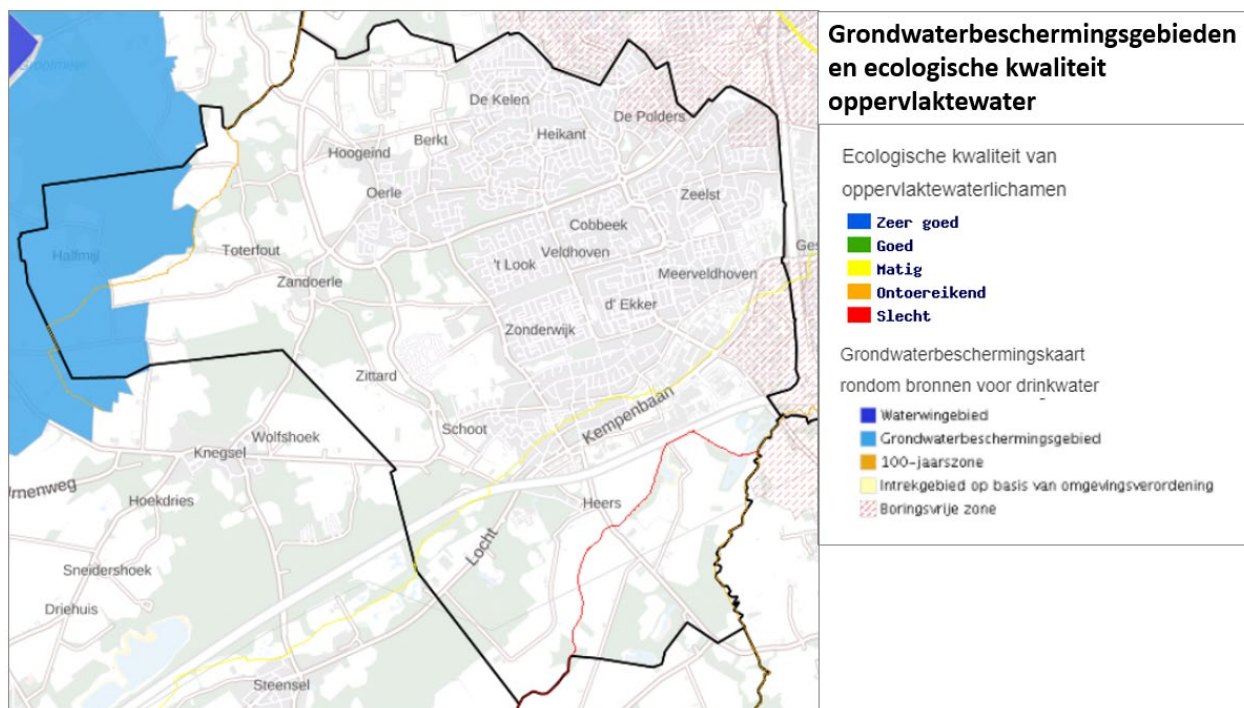 Grondwaterbeschermingsgebieden
en ecologische kwaliteit
oppervlaktewater
Ecologische kwaliteit van
oppervlaktewaterlichamen
Zeer goed
Goed
Matig
Ontoereikend
Slecht
Grondwaterbeschermingskaart
rondom bronnen voor drinkwater
Waterwingebied
Grondwaterbeschermingsgebied
100-jaarszone
Intrekgebied op basis van omgevingsverordening
Boringsvrije zone
De Kelen
De Polders
Berkt
Heikant
Hoogeind
Oerle
Zeelst
Cobbeek
Halfmijl
Toterfout
Veldhoven
't Look
Meerveldhoven
Zandoerle
d' Ekker
Zonderwijk
Zittard
Kempenbaan
Schoot
Wolfshoek
Knegsel
Hoekdries
Heers
Locht
Sneidershoek
Driehuis
Steensel